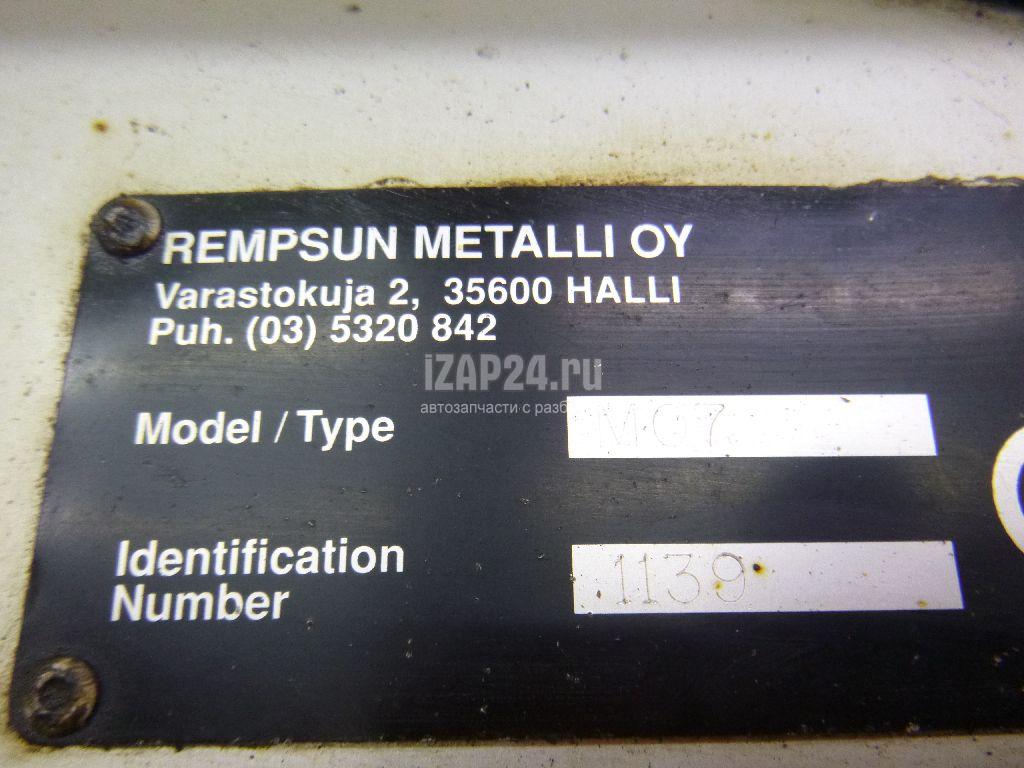 REMPSUN METALLI OY
Varastokuja 2, 35600 HALLI
Puh. (03) 5320 842
iZAP24.ru
автозапчасти с разб
Model / Type
Identification
Number
1139